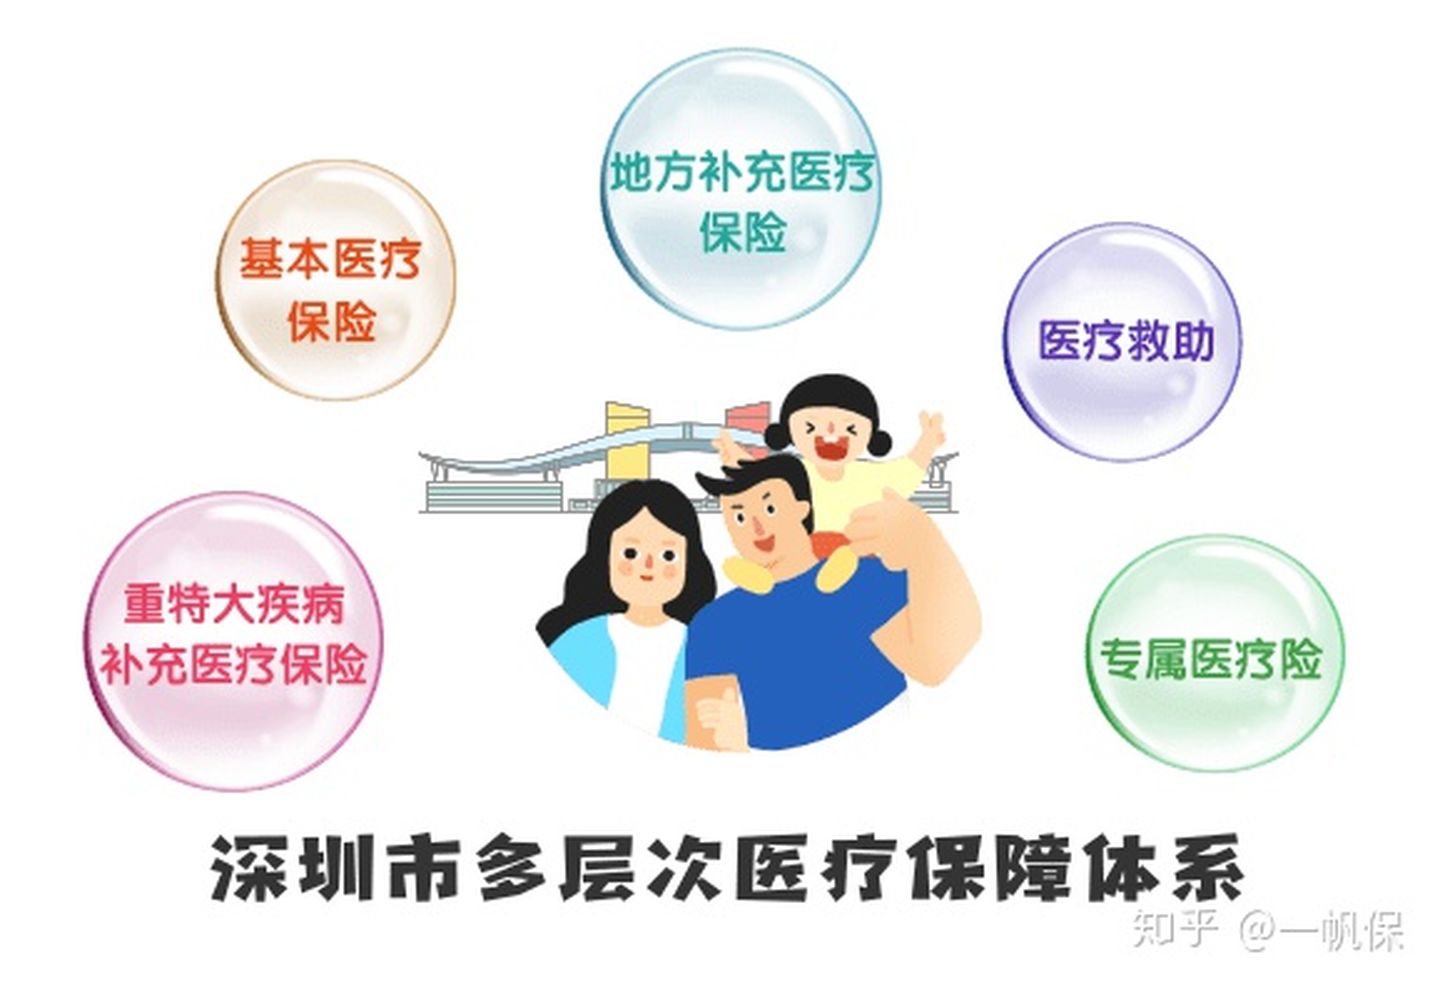 地方补充医疗
保险
基本医疗
保险
医疗救助
重特大疾病
补充医疗保险
专属医疗险
深圳市多层次医疗保障体系
知乎 @一帆保